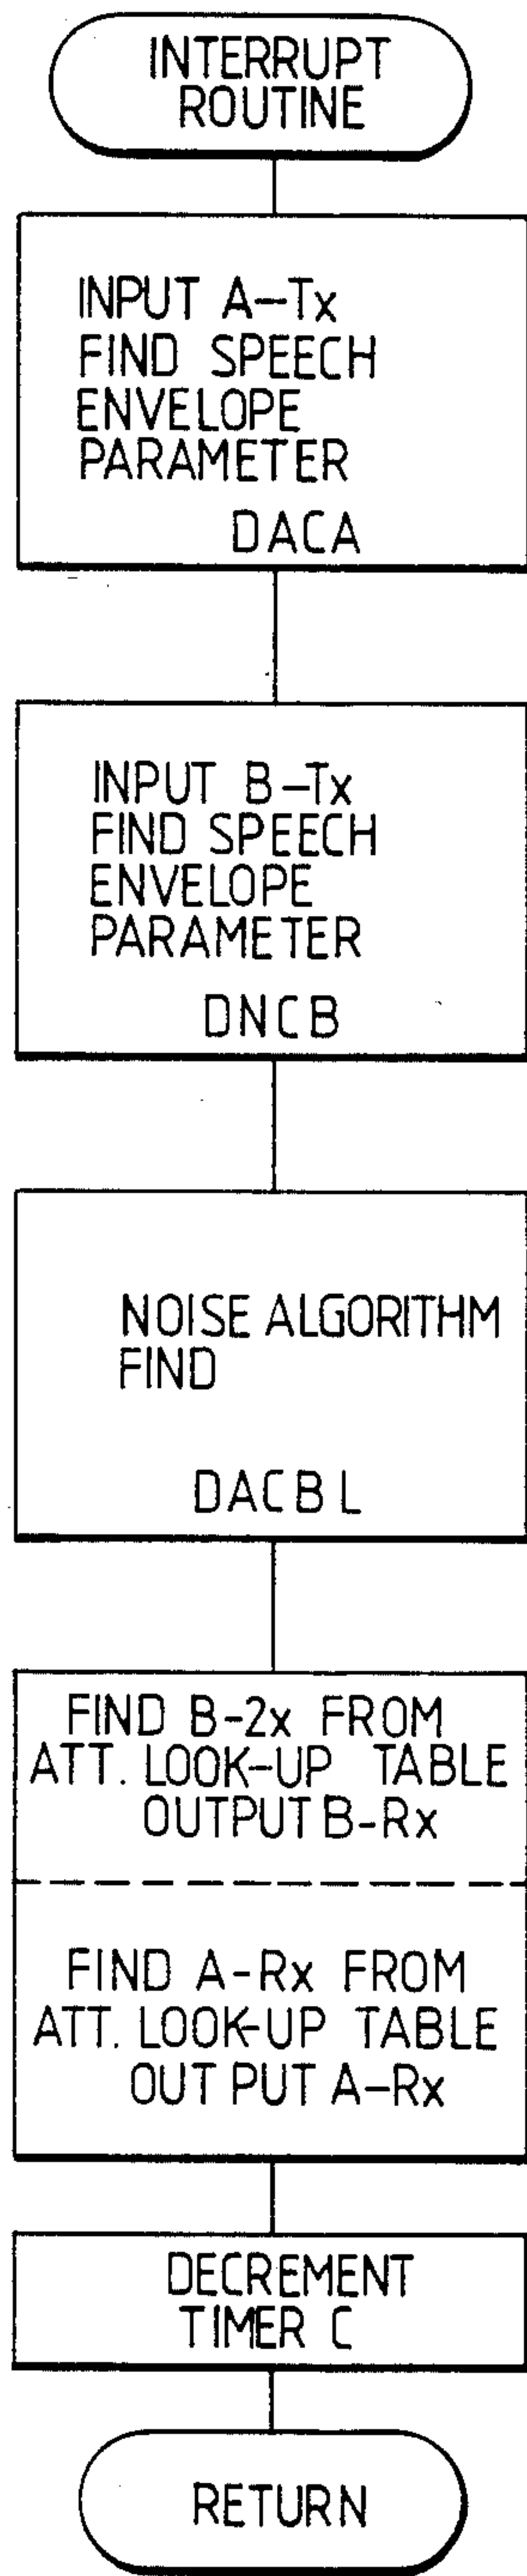 INTERRUPT
ROUTINE
INPUT A-Tx
FIND SPEECH
ENVELOPE
PARAMETER
DACA
INPUT B-Tx
FIND SPEECH
ENVELOPE
PARAMETER
DNCB
NOISE ALGORITHM
FIND
DACBL
FIND B-2x FROM
ATT. LOOK-UP TABLE
OUTPUT B-Rx
FIND A-Rx FROM
ATT. LOOK-UP TABLE
OUT PUT A-Rx
DECREMENT
TIMER C
RETURN